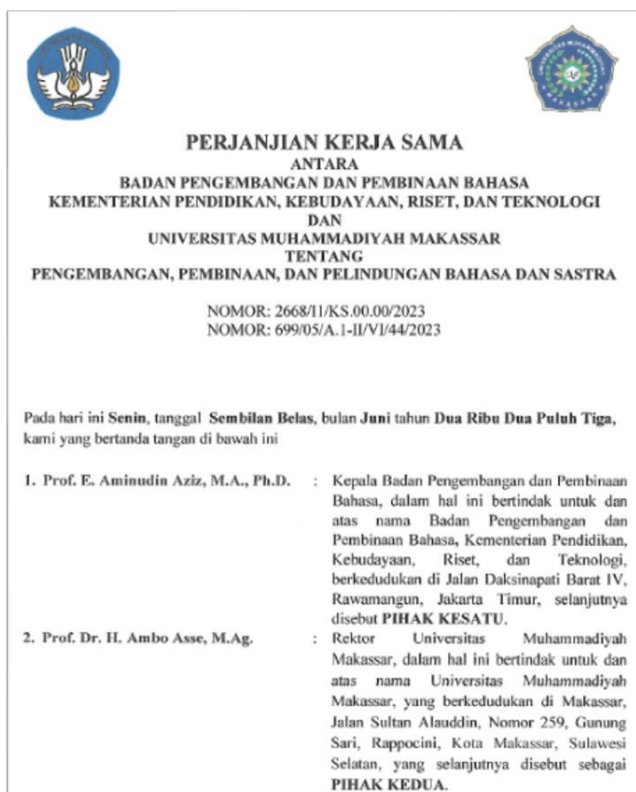 UNIVERSITAS MUHAMMADIYAH
MAKASSAR
PERJANJIAN KERJA SAMA
ANTARA
BADAN PENGEMBANGAN DAN PEMBINAAN BAHASA
KEMENTERIAN PENDIDIKAN, KEBUDAYAAN, RISET, DAN TEKNOLOGI
DAN
UNIVERSITAS MUHAMMADIYAH MAKASSAR
TENTANG
PENGEMBANGAN, PEMBINAAN, DAN PELINDUNGAN BAHASA DAN SASTRA
NOMOR: 2668/I1/KS.00.00/2023
NOMOR: 699/05/A.1-II/VI/44/2023
Pada hari ini Senin, tanggal Sembilan Belas, bulan Juni tahun Dua Ribu Dua Puluh Tiga,
kami yang bertanda tangan di bawah ini
1. Prof. E. Aminudin Aziz, M.A., Ph.D. : Kepala Badan Pengembangan dan Pembinaan
Bahasa, dalam hal ini bertindak untuk dan
atas nama Badan Pengembangan dan
Pembinaan Bahasa, Kementerian Pendidikan,
Kebudayaan, Riset, dan Teknologi,
berkedudukan di Jalan Daksinapati Barat IV,
Rawamangun, Jakarta Timur, selanjutnya
disebut PIHAK KESATU.
2. Prof. Dr. H. Ambo Asse, M.Ag. : Rektor Universitas Muhammadiyah
Makassar, dalam hal ini bertindak untuk dan
atas nama Universitas Muhammadiyah
Makassar, yang berkedudukan di Makassar,
Jalan Sultan Alauddin, Nomor 259, Gunung
Sari, Rappocini, Kota Makassar, Sulawesi
Selatan, yang selanjutnya disebut sebagai
PIHAK KEDUA.